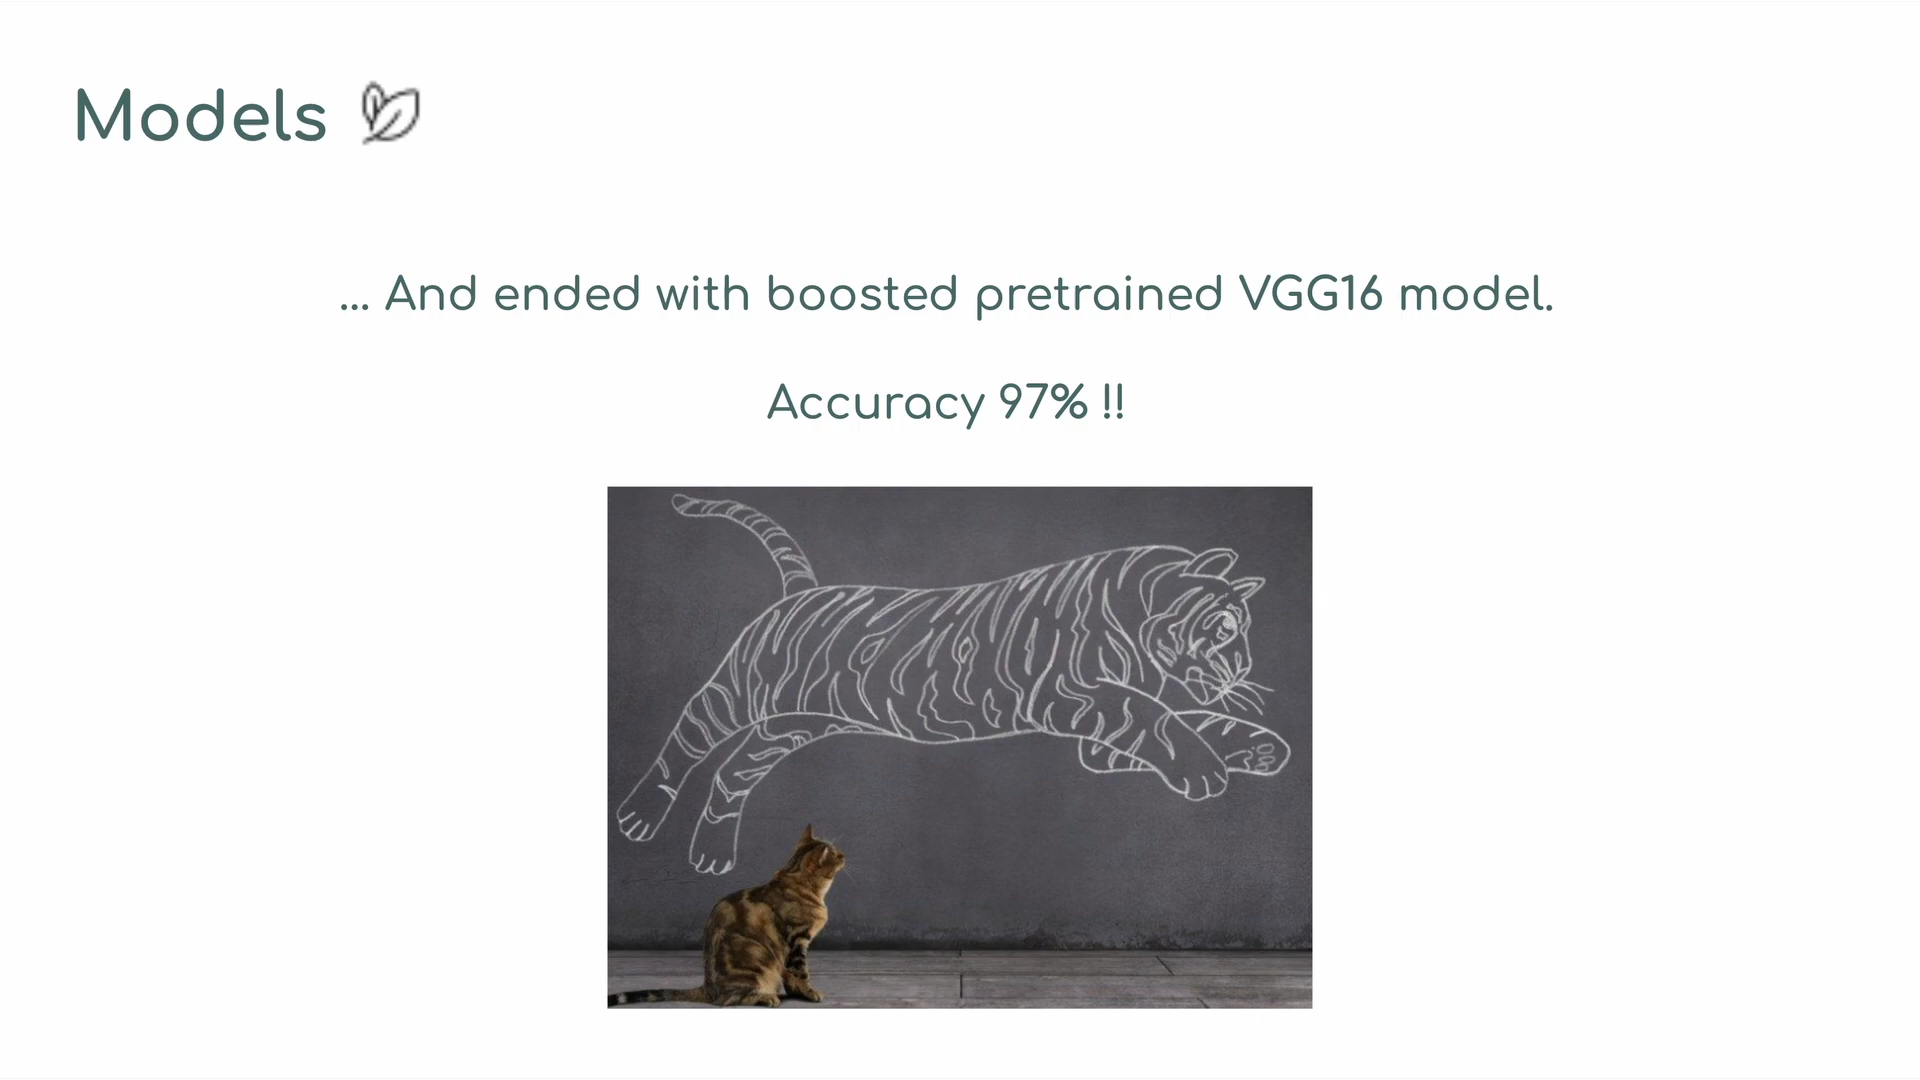 Models
... And ended with boosted pretrained VGG16 model.
Accuracy 97% !!